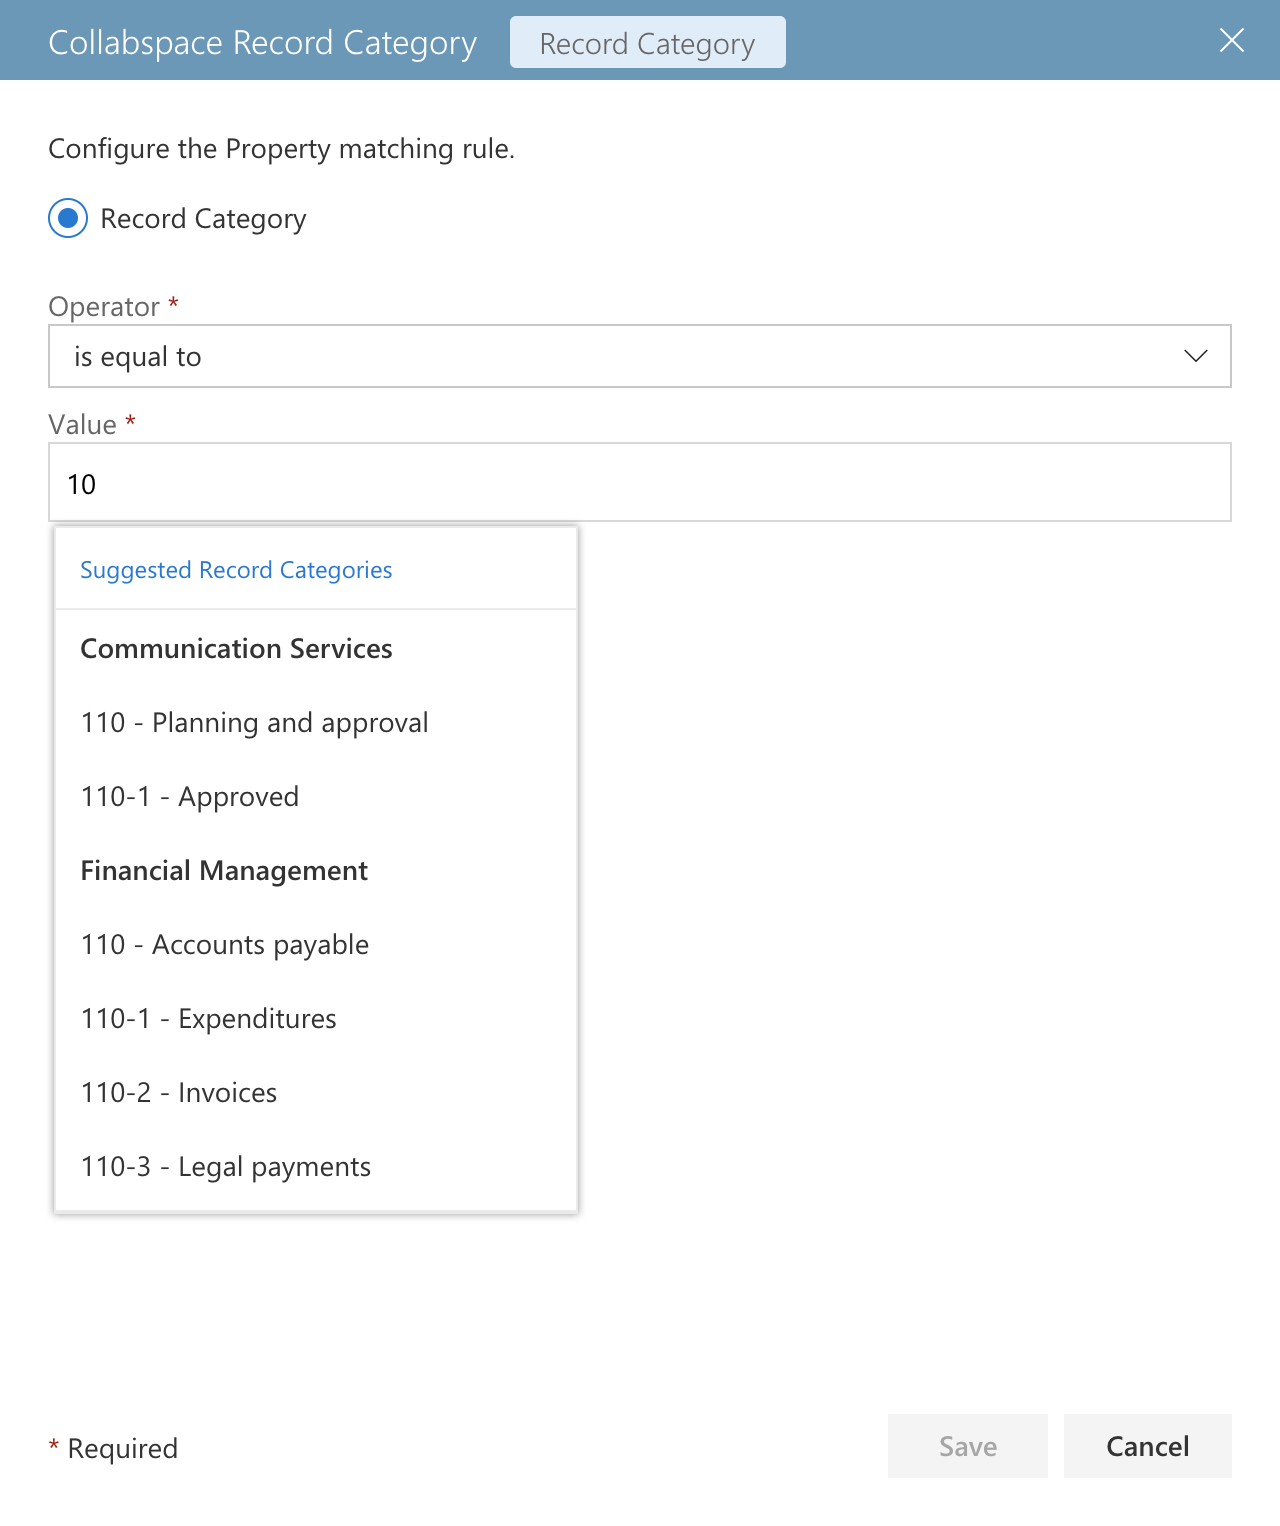 Collabspace Record Category Record Category
Configure the Property matching rule.
Record Category
Operator *
is equal to
Value *
10
Suggested Record Categories
Communication Services
110 - Planning and approval
110-1 - Approved
Financial Management
110 - Accounts payable
110-1 - Expenditures
110-2 - Invoices
110-3 - Legal payments
* Required Save Cancel